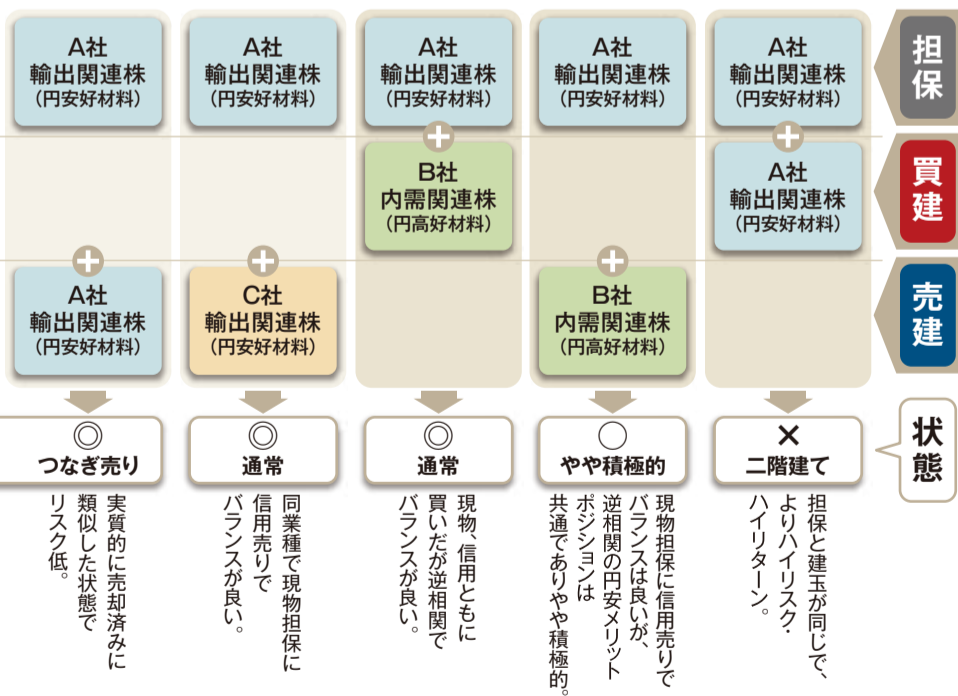 担保
A社
輸出関連株
(円安好材料)
A社
輸出関連株
(円安好材料)
A社
輸出関連株
(円安好材料)
A社
輸出関連株
(円安好材料)
A社
輸出関連株
(円安好材料)
買建
+
B社
内需関連株
(円高好材料)
+
A社
輸出関連株
(円安好材料)
売建
+
A社
輸出関連株
(円安好材料)
+
C社
輸出関連株
(円安好材料)
+
B社
内需関連株
(円高好材料)
状態
◎
つなぎ売り
◎
通常
◎
通常
○
やや積極的
×
二階建て
実質的に売却済みに
類似した状態で
リスク低。
同業種で現物担保に
信用売りで
バランスが良い。
現物、信用ともに
買いだが逆相関で
バランスが良い。
現物担保に信用売りで
バランスは良いが、
逆相関の円安メリット
ポジションは
共通でありやや積極的。
担保と建玉が同じで、
よりハイリスク・
ハイリターン。